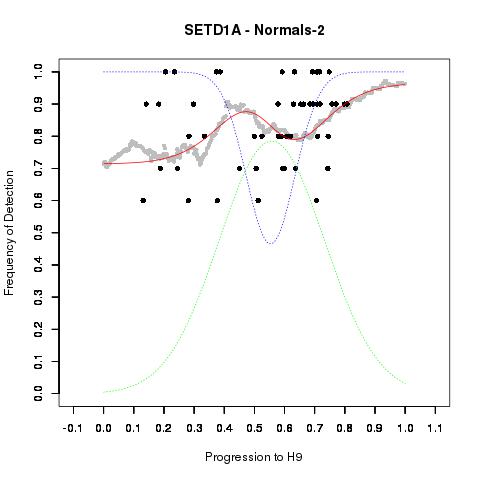 SETD1A - Normals-2
Frequency of Detection
1.0
0.9
0.8
0.7
0.6
0.5
0.4
0.3
0.2
0.1
0.0
-0.1 0.0 0.1 0.2 0.3 0.4 0.5 0.6 0.7 0.8 0.9 1.0 1.1
Progression to H9